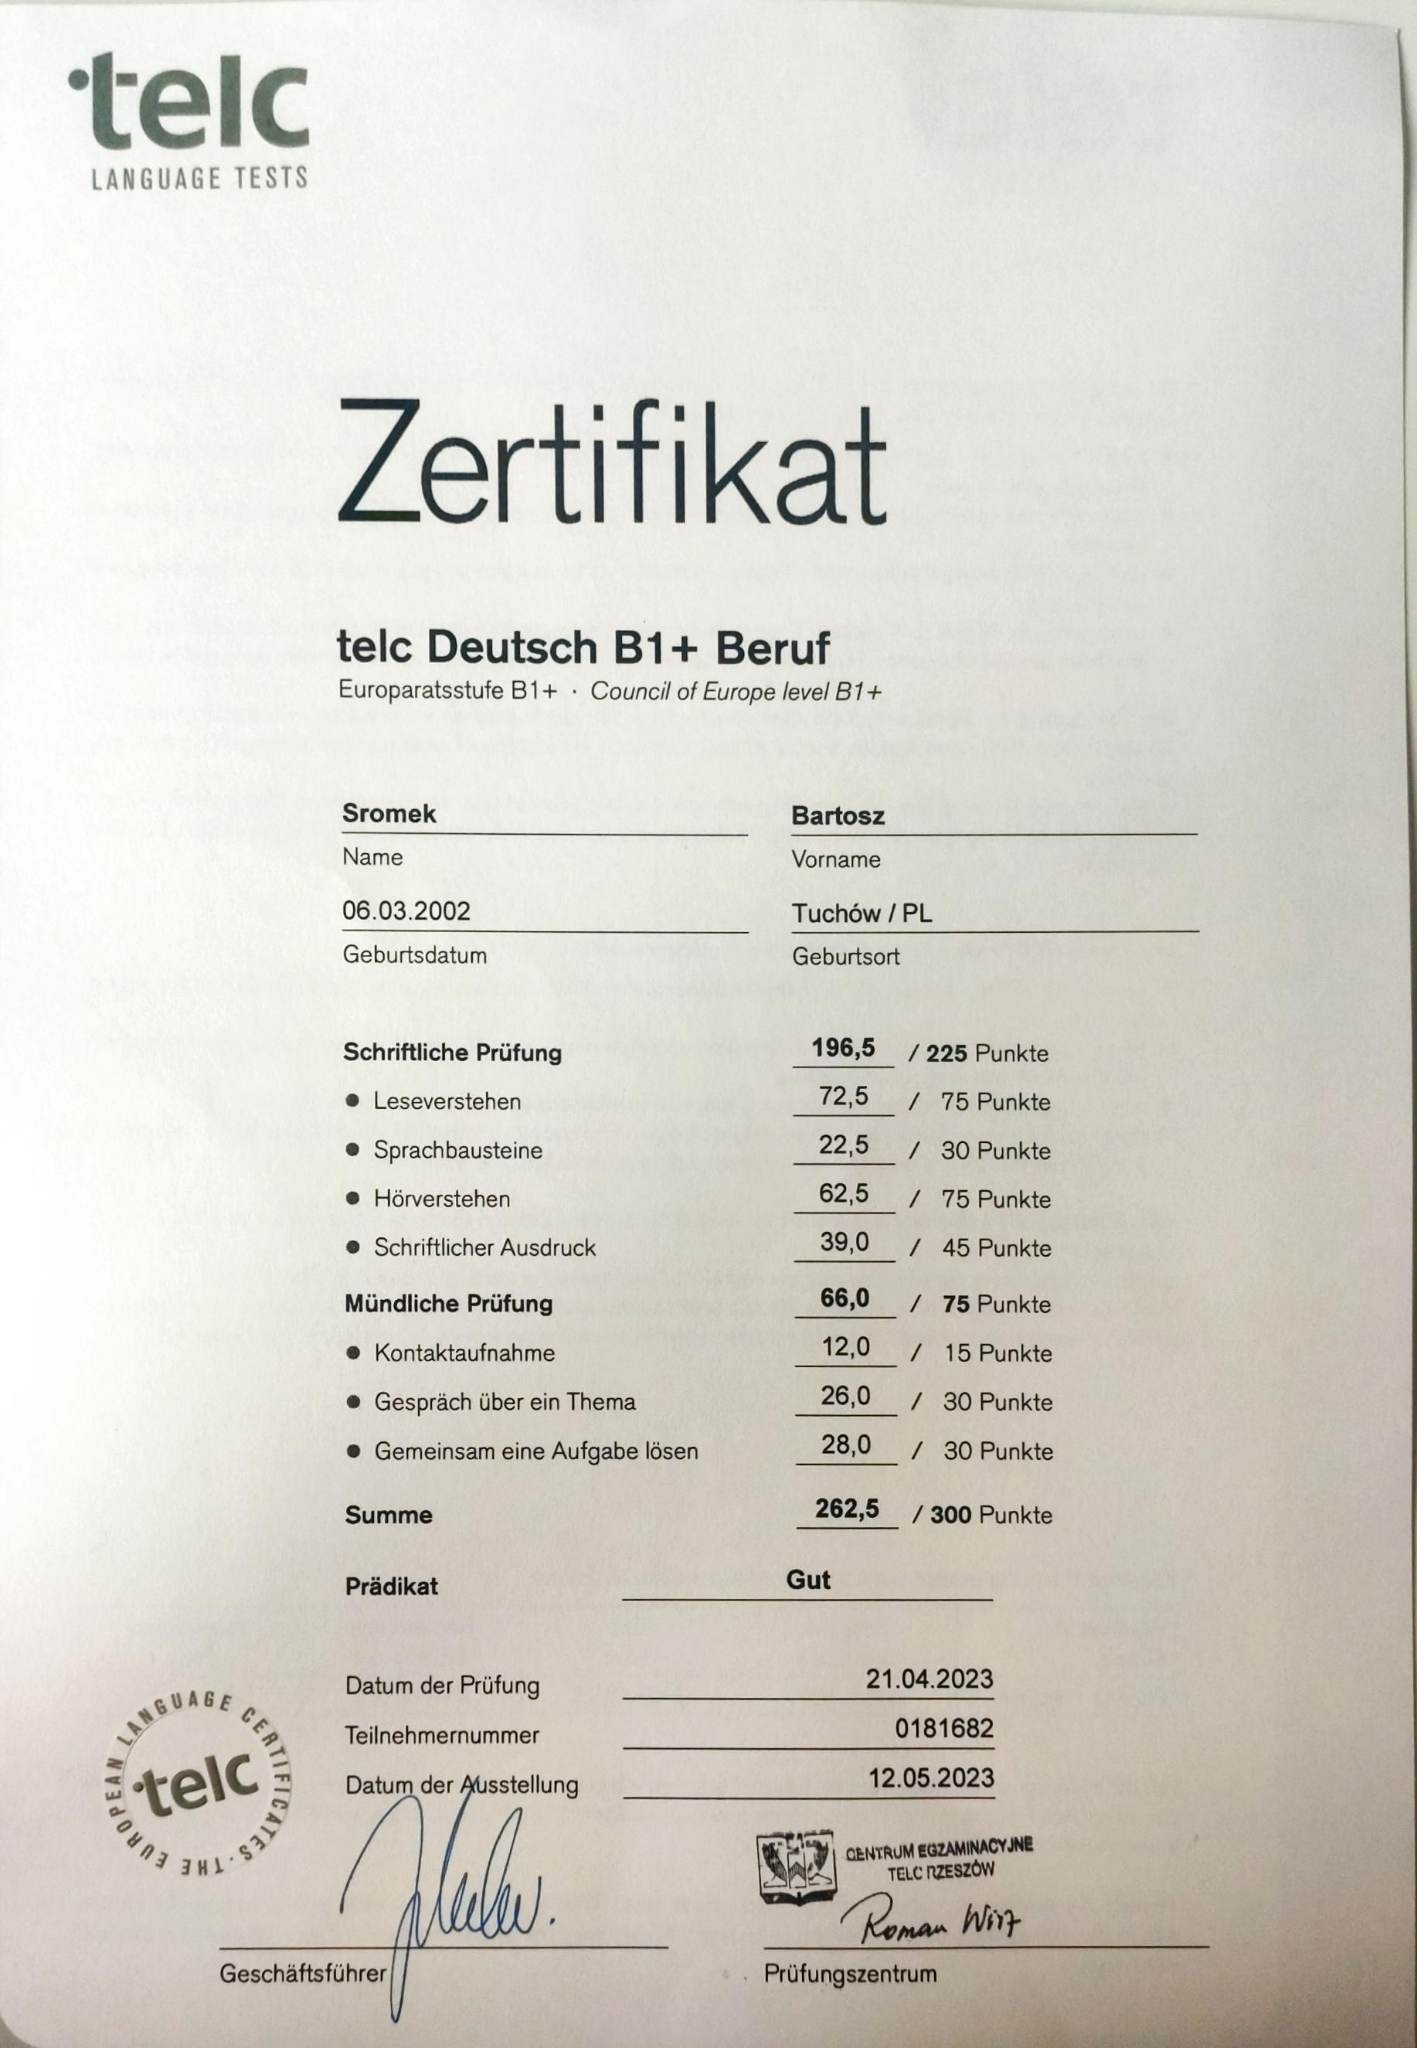 telc
LANGUAGE TESTS
Zertifikat
telc Deutsch B1+ Beruf
Europaratsstufe B1+ · Council of Europe level B1+
Sromek Bartosz
Name Vorname
06.03.2002 Tuchów / PL
Geburtsdatum Geburtsort
Schriftliche Prüfung 196,5 / 225 Punkte
● Leseverstehen 72,5 / 75 Punkte
● Sprachbausteine 22,5 / 30 Punkte
● Hörverstehen 62,5 / 75 Punkte
● Schriftlicher Ausdruck 39,0 / 45 Punkte
Mündliche Prüfung 66,0 / 75 Punkte
● Kontaktaufnahme 12,0 / 15 Punkte
● Gespräch über ein Thema 26,0 / 30 Punkte
● Gemeinsam eine Aufgabe lösen 28,0 / 30 Punkte
Summe 262,5 / 300 Punkte
Prädikat Gut
Datum der Prüfung 21.04.2023
Teilnehmernummer 0181682
Datum der Ausstellung 12.05.2023
THE EUROPEAN LANGUAGE CERTIFICATES ·
telc
CENTRUM EGZAMINACYJNE
TELC RZESZÓW
Roman Wirz
Geschäftsführer Prüfungszentrum